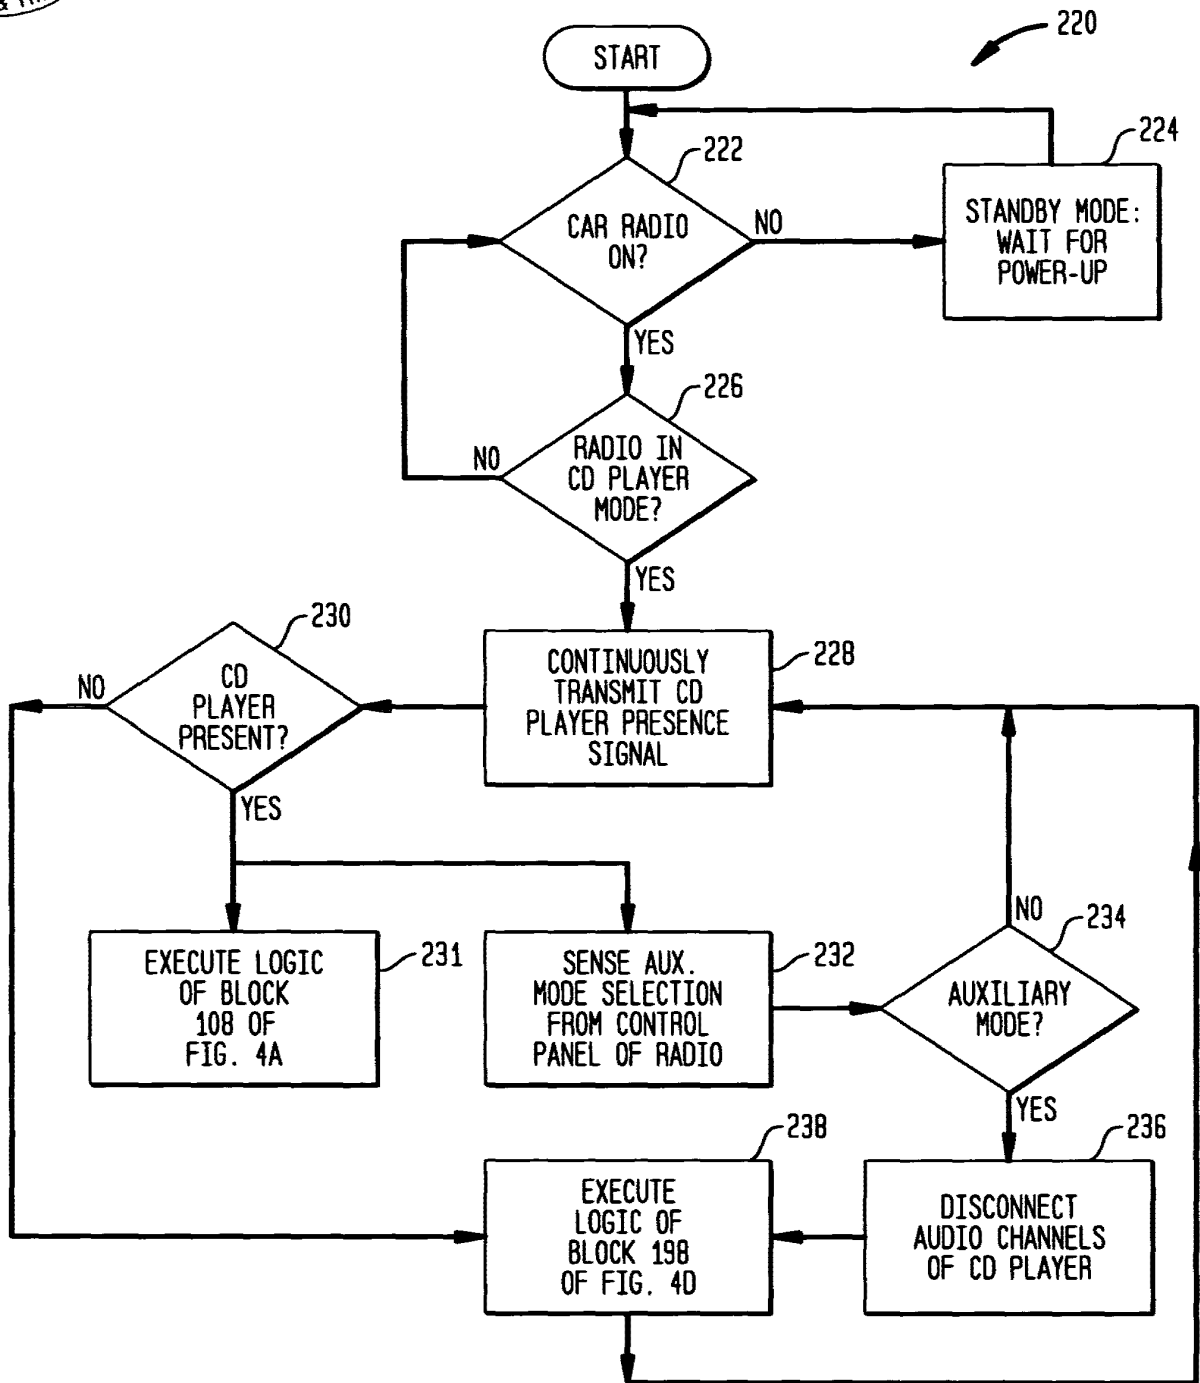 220
START
222
CAR RADIO
ON?
NO
YES
224
STANDBY MODE:
WAIT FOR
POWER-UP
226
RADIO IN
CD PLAYER
MODE?
NO
YES
228
CONTINUOUSLY
TRANSMIT CD
PLAYER PRESENCE
SIGNAL
230
CD
PLAYER
PRESENT?
NO
YES
231
EXECUTE LOGIC
OF BLOCK
108 OF
FIG. 4A
232
SENSE AUX.
MODE SELECTION
FROM CONTROL
PANEL OF RADIO
234
AUXILIARY
MODE?
NO
YES
236
DISCONNECT
AUDIO CHANNELS
OF CD PLAYER
238
EXECUTE
LOGIC OF
BLOCK 198
OF FIG. 4D